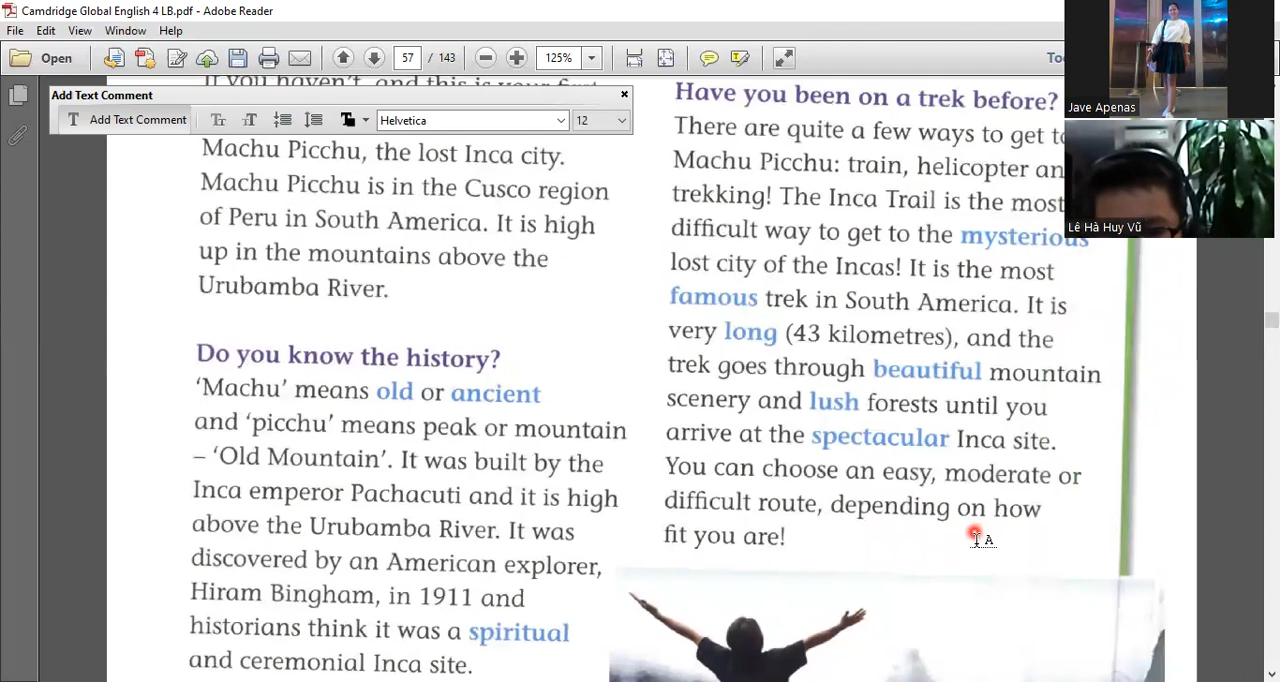 Camdridge Global English 4 LB.pdf - Adobe Reader
File Edit View Window Help
Open
57 / 143
125%
Add Text Comment
T Add Text Comment
Helvetica
12
Machu Picchu, the lost Inca city.
Machu Picchu is in the Cusco region
of Peru in South America. It is high
up in the mountains above the
Urubamba River.
Do you know the history?
‘Machu’ means old or ancient
and ‘picchu’ means peak or mountain
– ‘Old Mountain’. It was built by the
Inca emperor Pachacuti and it is high
above the Urubamba River. It was
discovered by an American explorer,
Hiram Bingham, in 1911 and
historians think it was a spiritual
and ceremonial Inca site.
Have you been on a trek before?
There are quite a few ways to get
Machu Picchu: train, helicopter
trekking! The Inca Trail is the most
difficult way to get to the mysterious
lost city of the Incas! It is the most
famous trek in South America. It is
very long (43 kilometres), and the
trek goes through beautiful mountain
scenery and lush forests until you
arrive at the spectacular Inca site.
You can choose an easy, moderate or
difficult route, depending on how
fit you are!
Jave Apenas
Lê Hà Huy Vũ